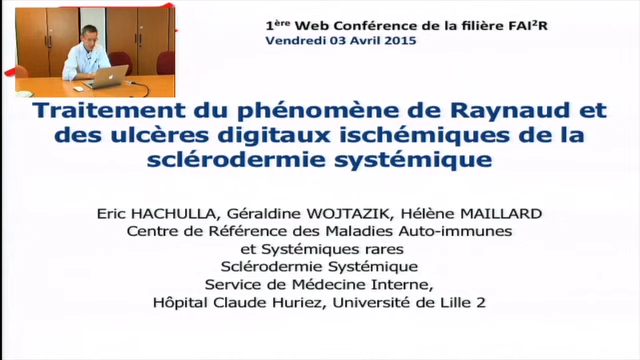 1ère Web Conférence de la filière FAI²R
Vendredi 03 Avril 2015
Traitement du phénomène de Raynaud et
des ulcères digitaux ischémiques de la
sclérodermie systémique
Eric HACHULLA, Géraldine WOJTAZIK, Hélène MAILLARD
Centre de Référence des Maladies Auto-immunes
et Systémiques rares
Sclérodermie Systémique
Service de Médecine Interne,
Hôpital Claude Huriez, Université de Lille 2